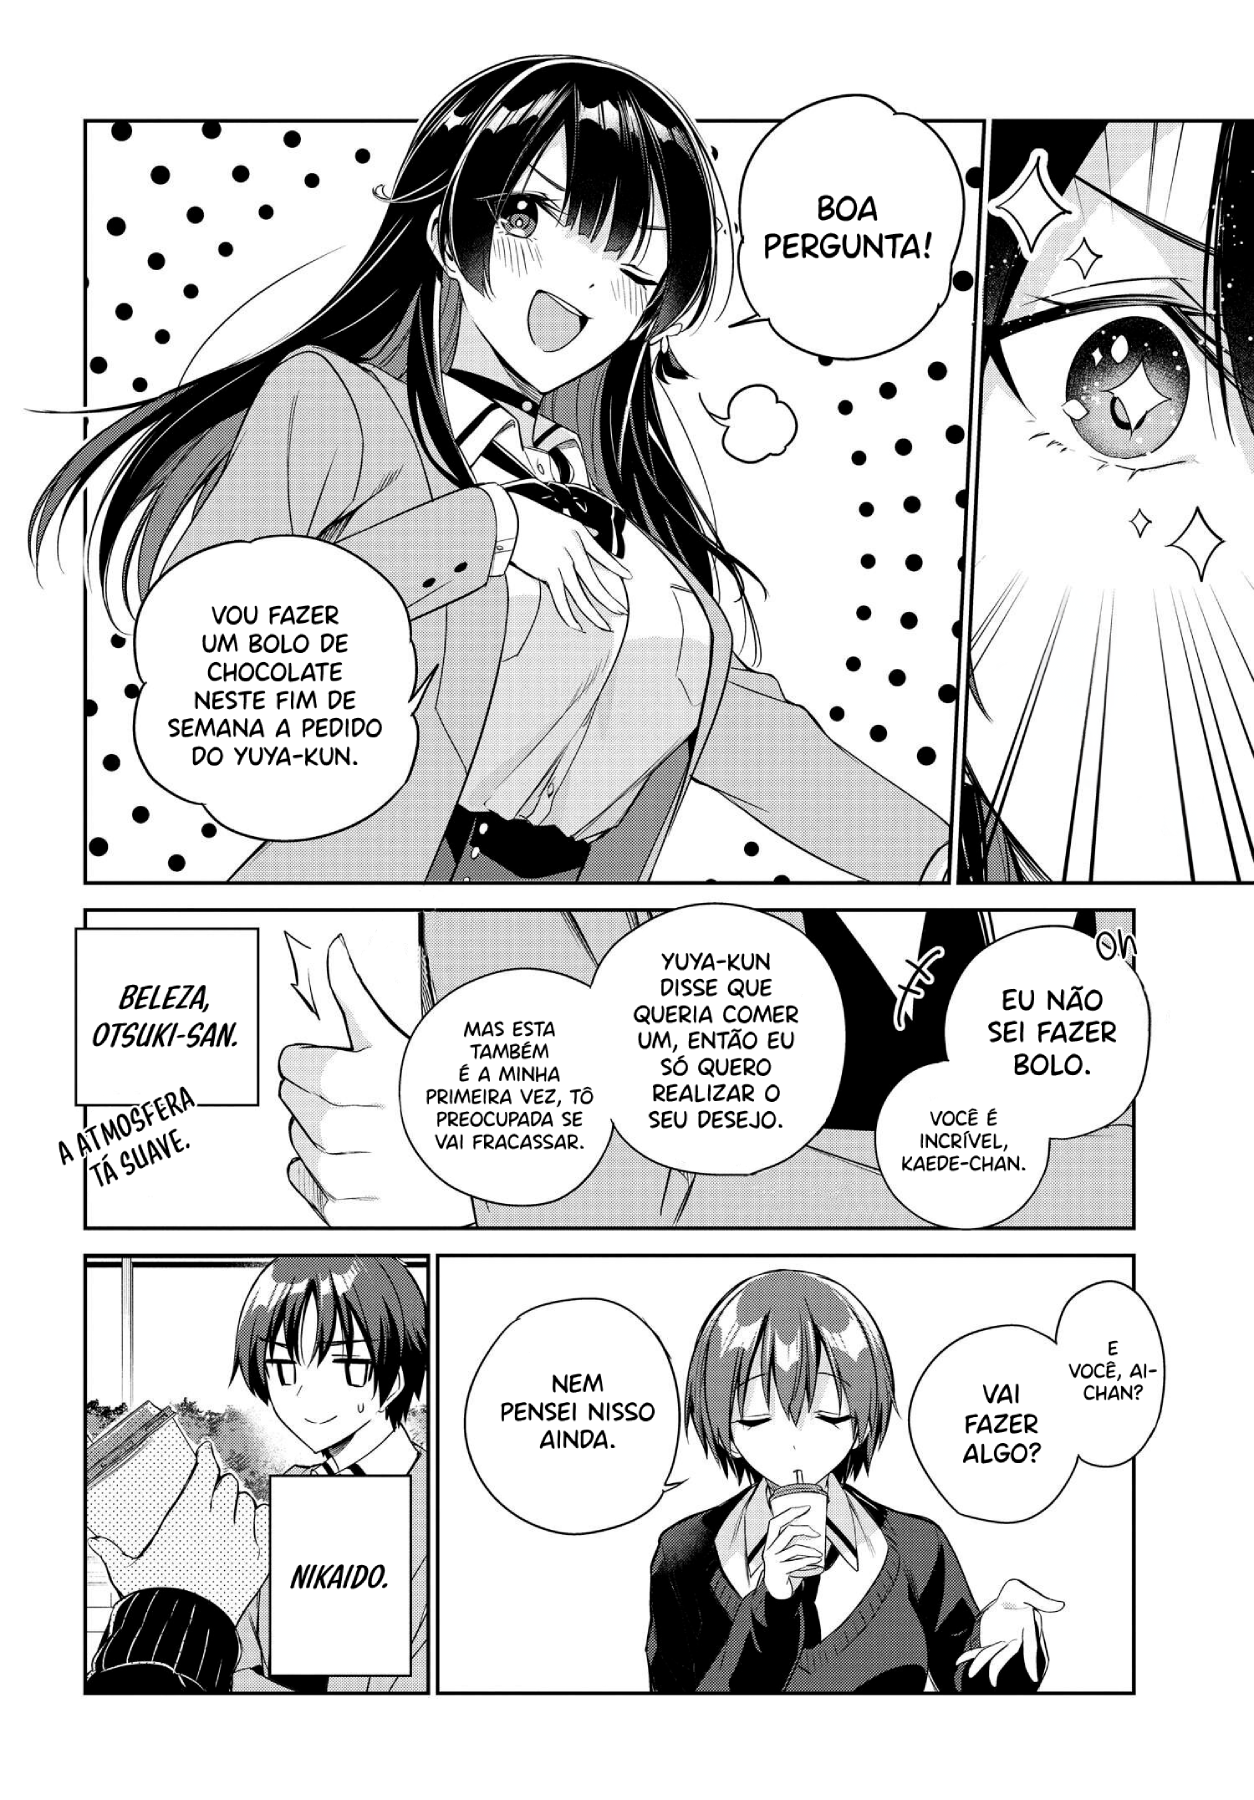 BOA
PERGUNTA!
VOU FAZER
UM BOLO DE
CHOCOLATE
NESTE FIM DE
SEMANA A PEDIDO
DO YUYA-KUN.
Oh
EU NÃO
SEI FAZER
BOLO.
VOCÊ É
INCRÍVEL,
KAEDE-CHAN.
YUYA-KUN
DISSE QUE
QUERIA COMER
UM, ENTÃO EU
SÓ QUERO
REALIZAR O
SEU DESEJO.
MAS ESTA
TAMBÉM
É A MINHA
PRIMEIRA VEZ, TÔ
PREOCUPADA SE
VAI FRACASSAR.
BELEZA,
OTSUKI-SAN.
A ATMOSFERA
TÁ SUAVE.
E
VOCÊ, AI-
CHAN?
VAI
FAZER
ALGO?
NEM
PENSEI NISSO
AINDA.
NIKAIDO.